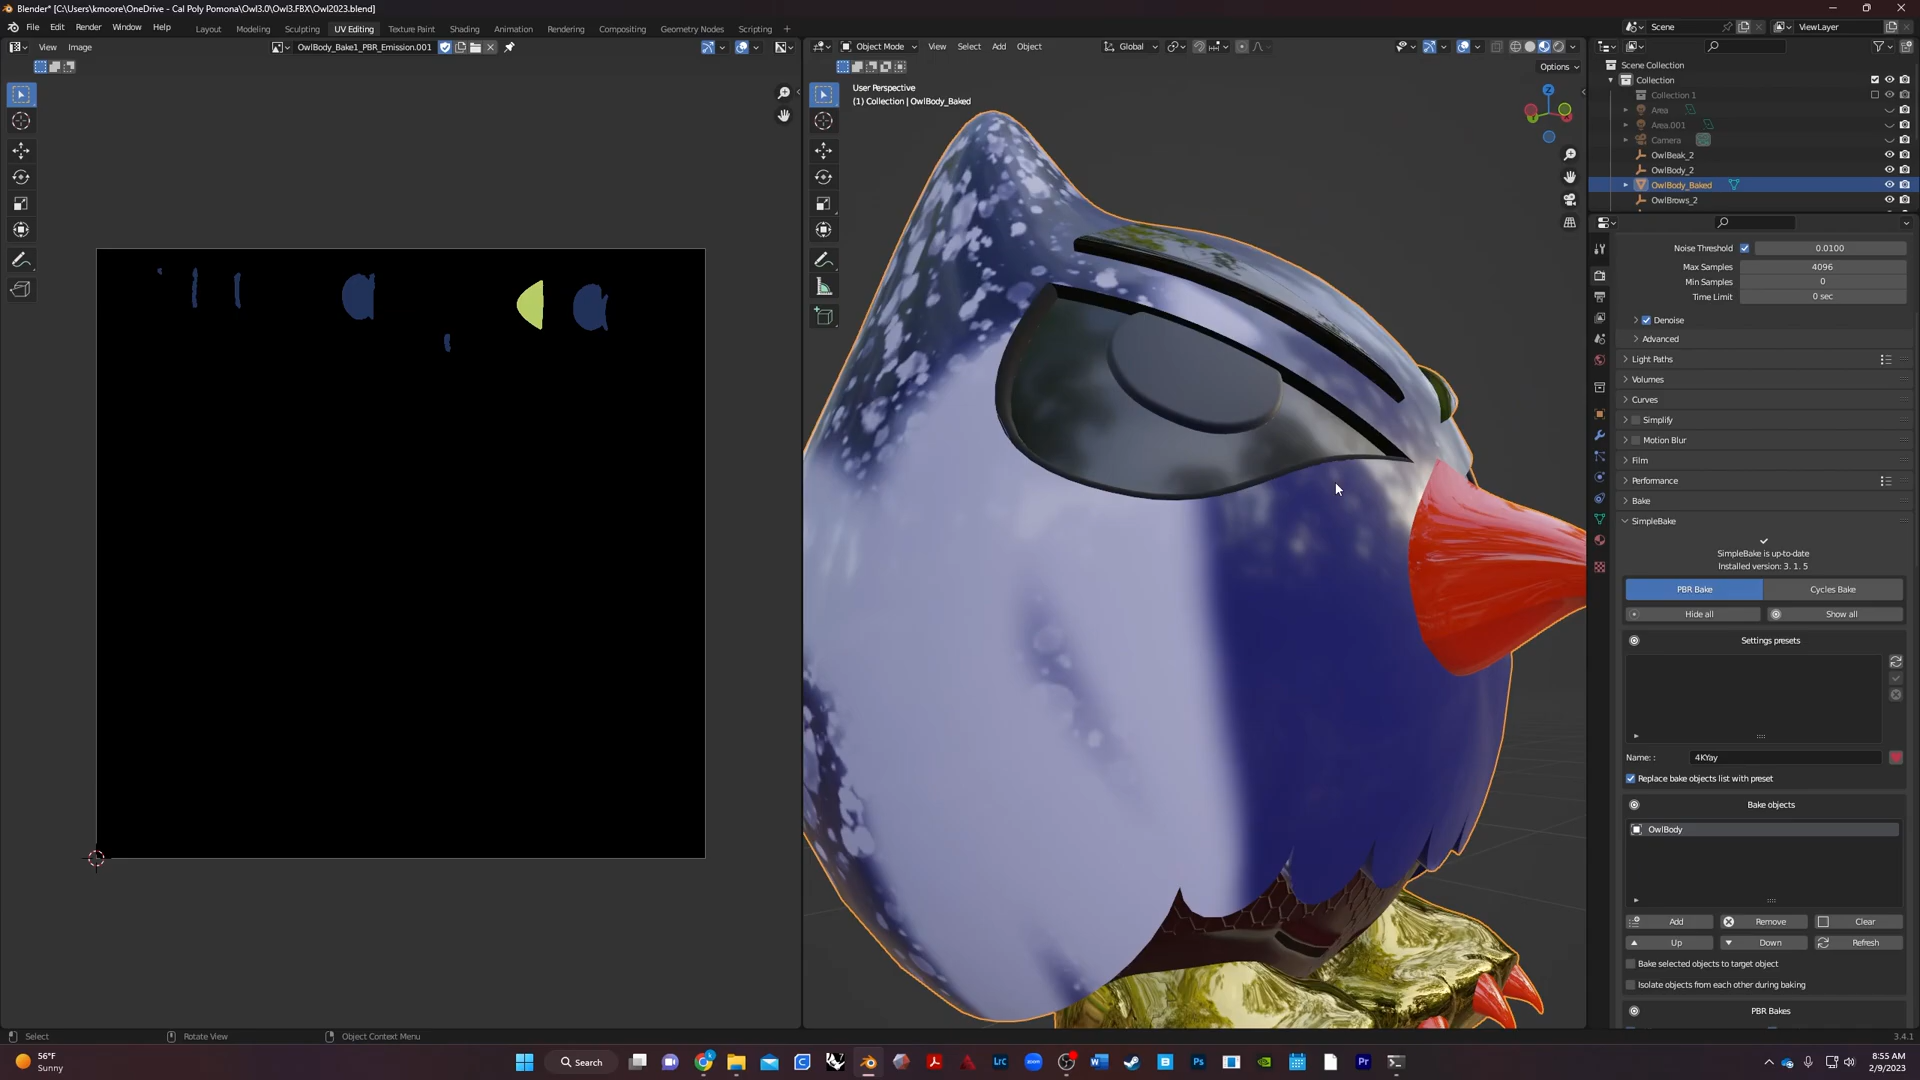 Blender* [C:\Users\kmoore\OneDrive - Cal Poly Pomona\Owl3.0\Owl3.FBX\Owl2023.blend]
File Edit Render Window Help
Layout Modeling Sculpting UV Editing Texture Paint Shading Animation Rendering Compositing Geometry Nodes Scripting +
Scene
ViewLayer
View Image
OwlBody_Bake1_PBR_Emission.001
Object Mode View Select Add Object
Global
Options
User Perspective
(1) Collection | OwlBody_Baked
Z
Scene Collection
Collection
Collection 1
Area
Area.001
Camera
OwlBeak_2
OwlBody_2
OwlBody_Baked
OwlBrows_2
Noise Threshold 0.0100
Max Samples 4096
Min Samples 0
Time Limit 0 sec
Denoise
Advanced
Light Paths
Volumes
Curves
Simplify
Motion Blur
Film
Performance
Bake
SimpleBake
SimpleBake is up-to-date
Installed version: 3. 1. 5
PBR Bake Cycles Bake
Hide all Show all
Settings presets
Name: : 4KYay
Replace bake objects list with preset
Bake objects
OwlBody
Add Remove Clear
Up Down Refresh
Bake selected objects to target object
Isolate objects from each other during baking
PBR Bakes
Select Rotate View Object Context Menu
3.4.1
56°F
Sunny
Search
zoom
Lrc
Ps
Pr
8:55 AM
2/9/2023